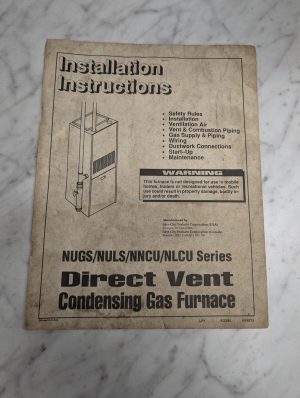 Installation
Instructions
• Safety Rules
• Installation
• Ventilation Air
• Vent & Combustion Piping
• Gas Supply & Piping
• Wiring
• Ductwork Connections
• Start-Up
• Maintenance
WARNING
This furnace is not designed for use in mobile
homes, trailers or recreational vehicles. Such
use could result in property damage, bodily in-
jury and/or death.
Manufactured by
NUGS/NULS/NNCU/NLCU Series
Direct Vent
Condensing Gas Furnace